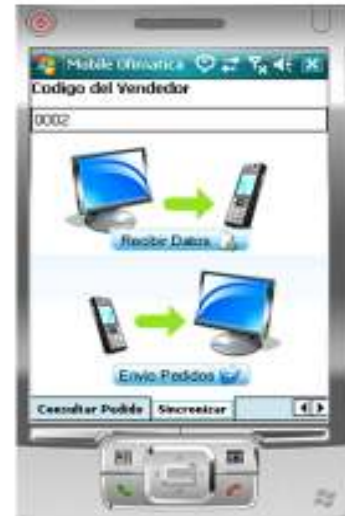 Mobile Ofimatica
Codigo del Vendedor
0002
Recibir Datos
Envio Pedidos
Consultar Pedido
Sincronizar